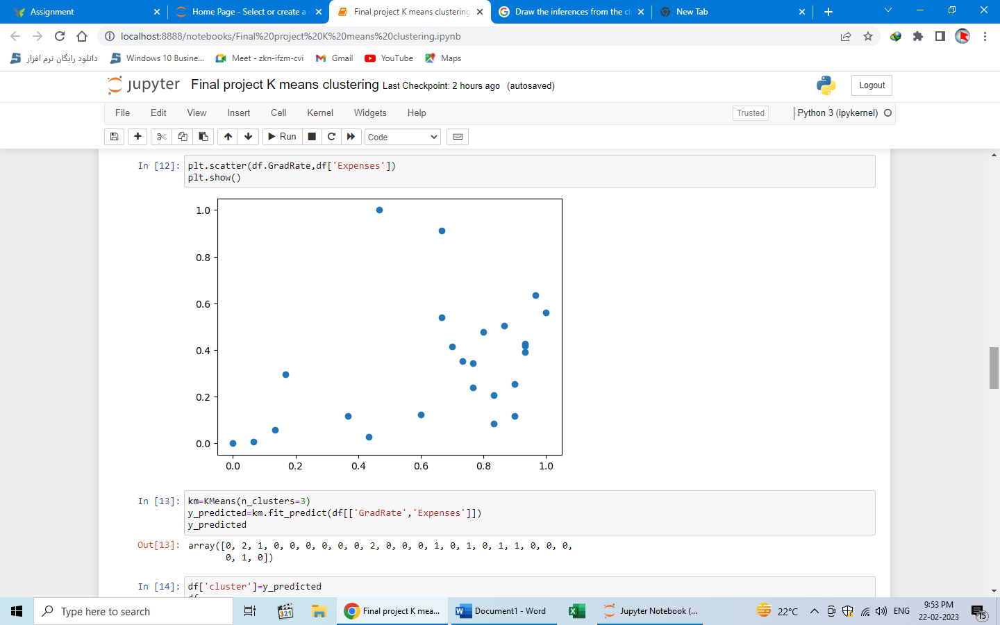 Assignment
Home Page - Select or create a
Final project K means clustering
Draw the inferences from the cl
New Tab
localhost:8888/notebooks/Final%20project%20K%20means%20clustering.ipynb
دانلود رایگان نرم افزار
Windows 10 Busine...
Meet - zkn-ifzm-cvi
Gmail
YouTube
Maps
jupyter Final project K means clustering Last Checkpoint: 2 hours ago (autosaved)
Logout
File Edit View Insert Cell Kernel Widgets Help
Trusted
Python 3 (ipykernel)
Run
Code
In [12]: plt.scatter(df.GradRate,df['Expenses'])
plt.show()
1.0
0.8
0.6
0.4
0.2
0.0
0.0 0.2 0.4 0.6 0.8 1.0
In [13]: km=KMeans(n_clusters=3)
y_predicted=km.fit_predict(df[['GradRate','Expenses']])
y_predicted
Out[13]: array([0, 2, 1, 0, 0, 0, 0, 0, 0, 2, 0, 0, 0, 1, 0, 1, 0, 1, 1, 0, 0, 0,
0, 1, 0])
In [14]: df['cluster']=y_predicted
Type here to search
321
Final project K mea...
Document1 - Word
Jupyter Notebook (...
22°C
ENG
9:53 PM
22-02-2023
15